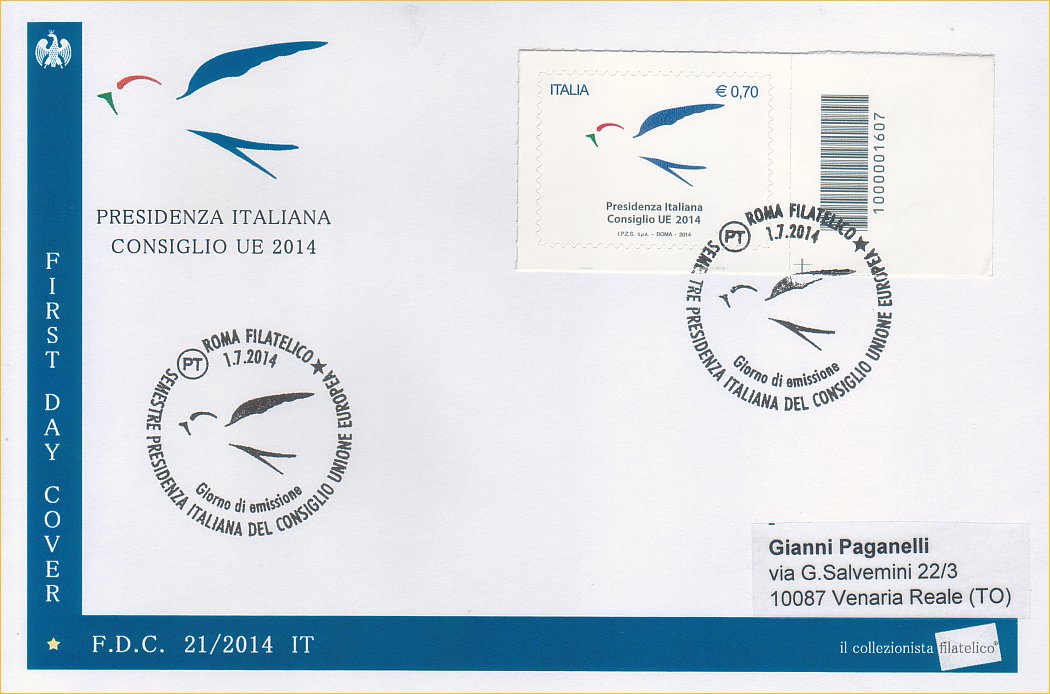 PRESIDENZA ITALIANA
CONSIGLIO UE 2014
FIRST DAY COVER
ITALIA
€ 0,70
Presidenza Italiana
Consiglio UE 2014
I.P.Z.S. S.p.A. - ROMA - 2014
1000001607
PT
ROMA FILATELICO
1.7.2014
Giorno di emissione
SEMESTRE PRESIDENZA ITALIANA DEL CONSIGLIO UNIONE EUROPEA
PT
ROMA FILATELICO
1.7.2014
Giorno di emissione
SEMESTRE PRESIDENZA ITALIANA DEL CONSIGLIO UNIONE EUROPEA
Gianni Paganelli
via G.Salvemini 22/3
10087 Venaria Reale (TO)
F.D.C. 21/2014 IT
il collezionista filatelico®